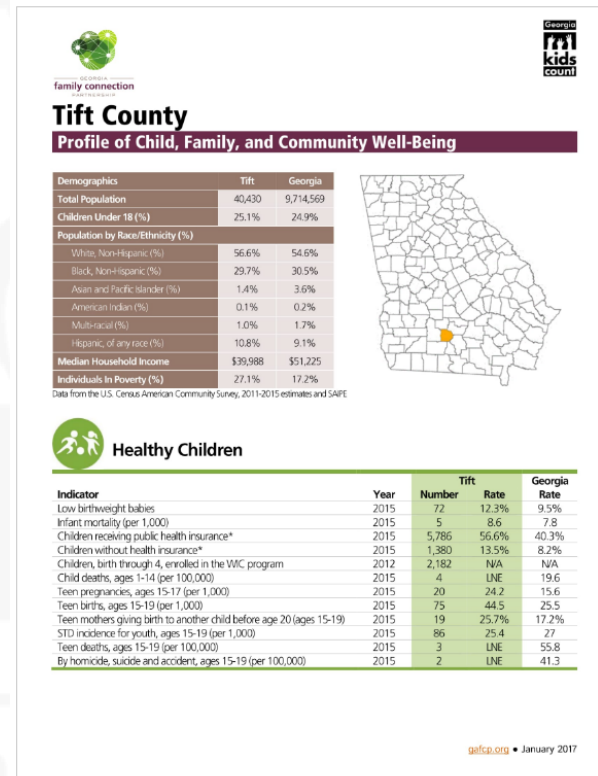 GEORGIA
family connection
PARTNERSHIP
Georgia
kids
count
Tift County
Profile of Child, Family, and Community Well-Being
Demographics Tift Georgia
Total Population 40,430 9,714,569
Children Under 18 (%) 25.1% 24.9%
Population by Race/Ethnicity (%)
White, Non-Hispanic (%) 56.6% 54.6%
Black, Non-Hispanic (%) 29.7% 30.5%
Asian and Pacific Islander (%) 1.4% 3.6%
American Indian (%) 0.1% 0.2%
Multi-racial (%) 1.0% 1.7%
Hispanic, of any race (%) 10.8% 9.1%
Median Household Income $39,988 $51,225
Individuals In Poverty (%) 27.1% 17.2%
Data from the U.S. Census American Community Survey, 2011-2015 estimates and SAIPE
Healthy Children
Tift Georgia
Indicator Year Number Rate Rate
Low birthweight babies 2015 72 12.3% 9.5%
Infant mortality (per 1,000) 2015 5 8.6 7.8
Children receiving public health insurance* 2015 5,786 56.6% 40.3%
Children without health insurance* 2015 1,380 13.5% 8.2%
Children, birth through 4, enrolled in the WIC program 2012 2,182 N/A N/A
Child deaths, ages 1-14 (per 100,000) 2015 4 LNE 19.6
Teen pregnancies, ages 15-17 (per 1,000) 2015 20 24.2 15.6
Teen births, ages 15-19 (per 1,000) 2015 75 44.5 25.5
Teen mothers giving birth to another child before age 20 (ages 15-19) 2015 19 25.7% 17.2%
STD incidence for youth, ages 15-19 (per 1,000) 2015 86 25.4 27
Teen deaths, ages 15-19 (per 100,000) 2015 3 LNE 55.8
By homicide, suicide and accident, ages 15-19 (per 100,000) 2015 2 LNE 41.3
gafcp.org • January 2017